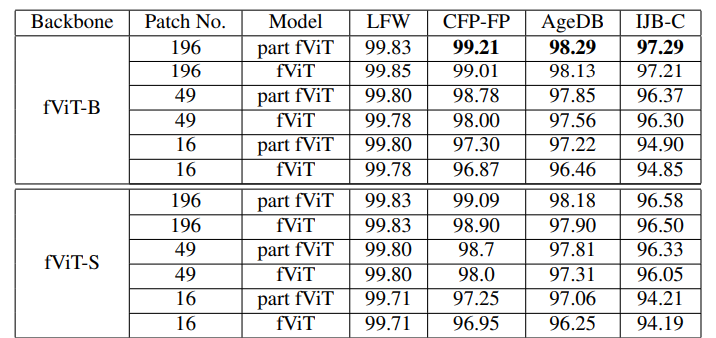 Backbone Patch No. Model LFW CFP-FP AgeDB IJB-C
196 part fViT 99.83 99.21 98.29 97.29
196 fViT 99.85 99.01 98.13 97.21
49 part fViT 99.80 98.78 97.85 96.37
fViT-B
49 fViT 99.78 98.00 97.56 96.30
16 part fViT 99.80 97.30 97.22 94.90
16 fViT 99.78 96.87 96.46 94.85
196 part fViT 99.83 99.09 98.18 96.58
196 fViT 99.83 98.90 97.90 96.50
49 part fViT 99.80 98.7 97.81 96.33
fViT-S
49 fViT 99.80 98.0 97.31 96.05
16 part fViT 99.71 97.25 97.06 94.21
16 fViT 99.71 96.95 96.25 94.19